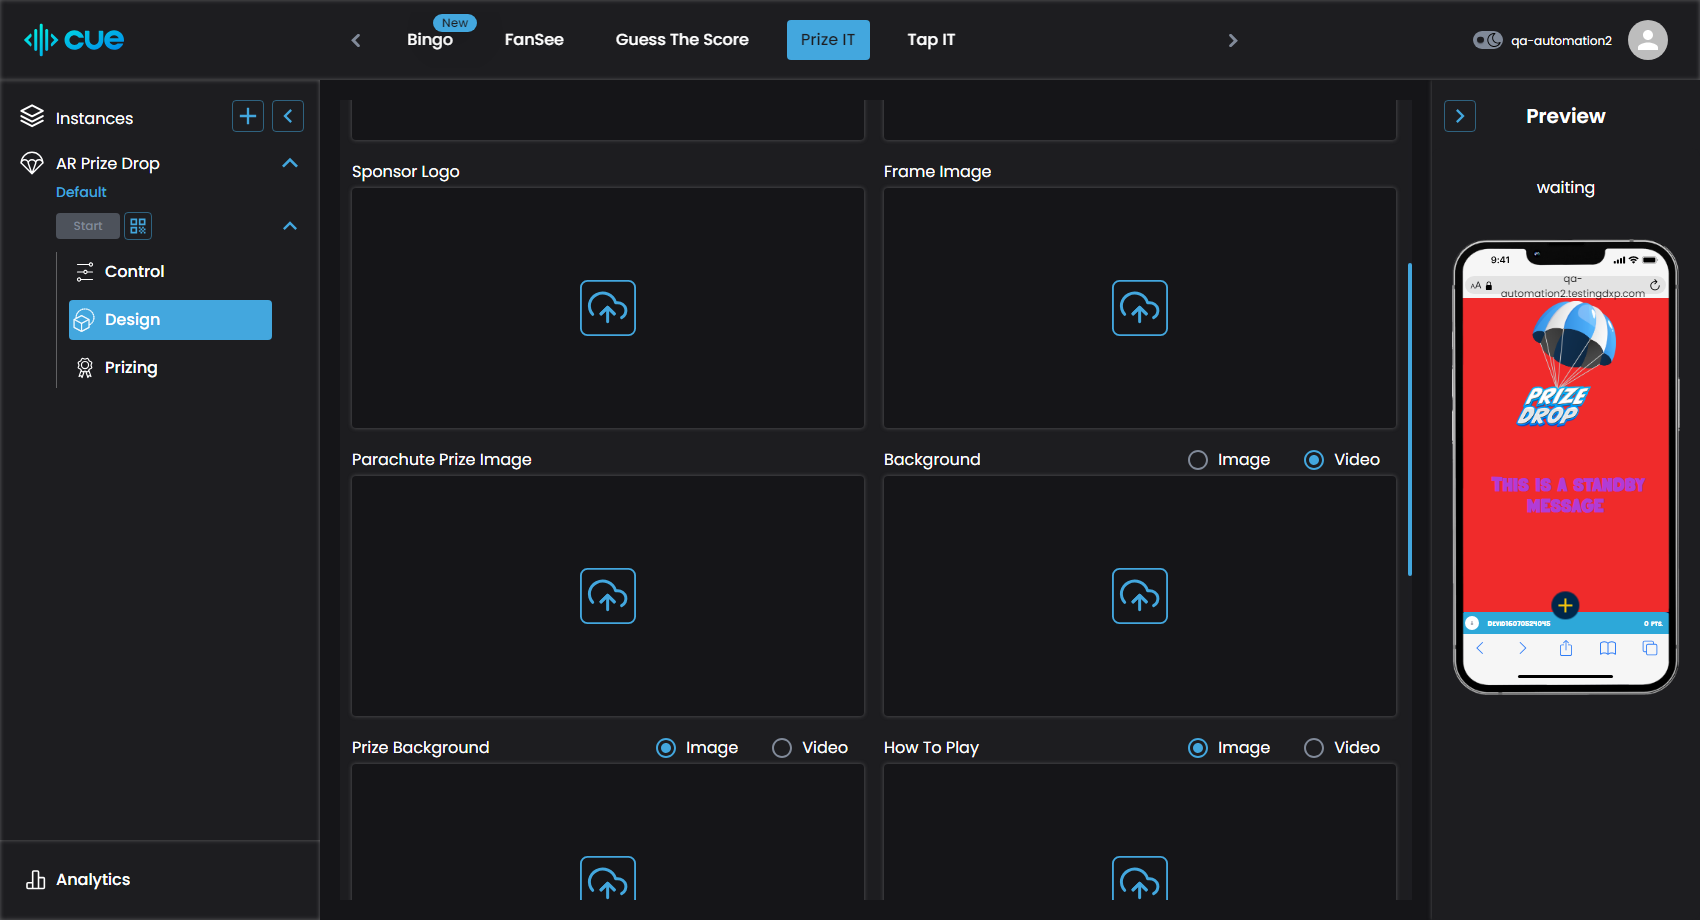 cue
New
Bingo
FanSee
Guess The Score
Prize IT
Tap IT
qa-automation2
Instances
AR Prize Drop
Default
Start
Control
Design
Prizing
Analytics
Sponsor Logo
Frame Image
Parachute Prize Image
Background
Image
Video
Prize Background
Image
Video
How To Play
Image
Video
Preview
waiting
9:41
AA
qa-
automation2.testingdxp.com
PRIZE
DROP
THIS IS A STANDBY
MESSAGE
0 PTS.